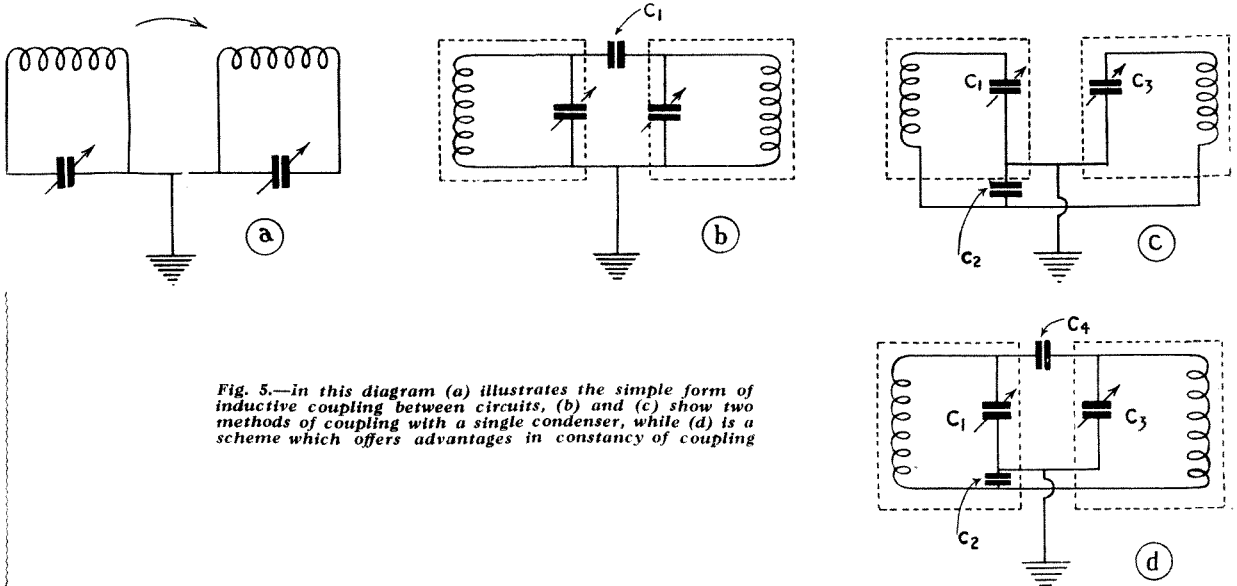 C1
a
b
C1 C3
C2
C
Fig. 5.—In this diagram (a) illustrates the simple form of
inductive coupling between circuits, (b) and (c) show two
methods of coupling with a single condenser, while (d) is a
scheme which offers advantages in constancy of coupling
C4
C1 C3
C2
d